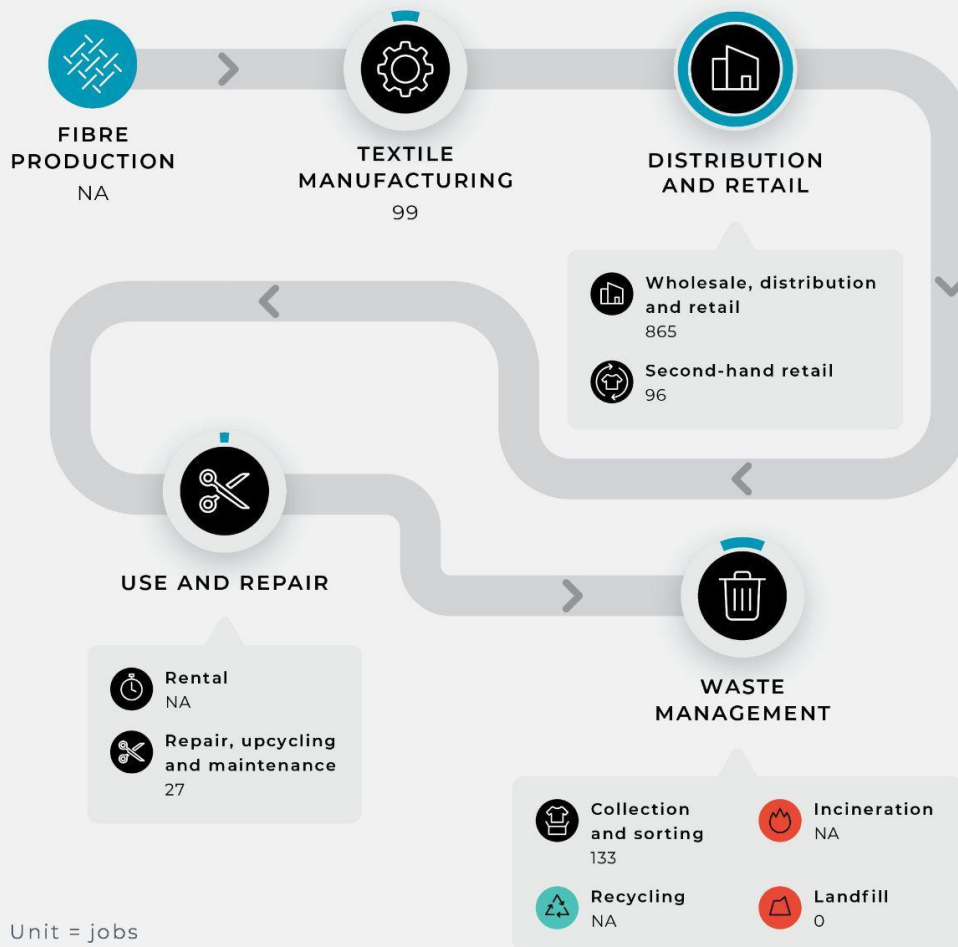 FIBRE
PRODUCTION
NA
TEXTILE
MANUFACTURING
99
DISTRIBUTION
AND RETAIL
Wholesale, distribution
and retail
865
Second-hand retail
96
USE AND REPAIR
Rental
NA
Repair, upcycling
and maintenance
27
WASTE
MANAGEMENT
Collection
and sorting
133
Incineration
NA
Recycling
NA
Landfill
0
Unit = jobs